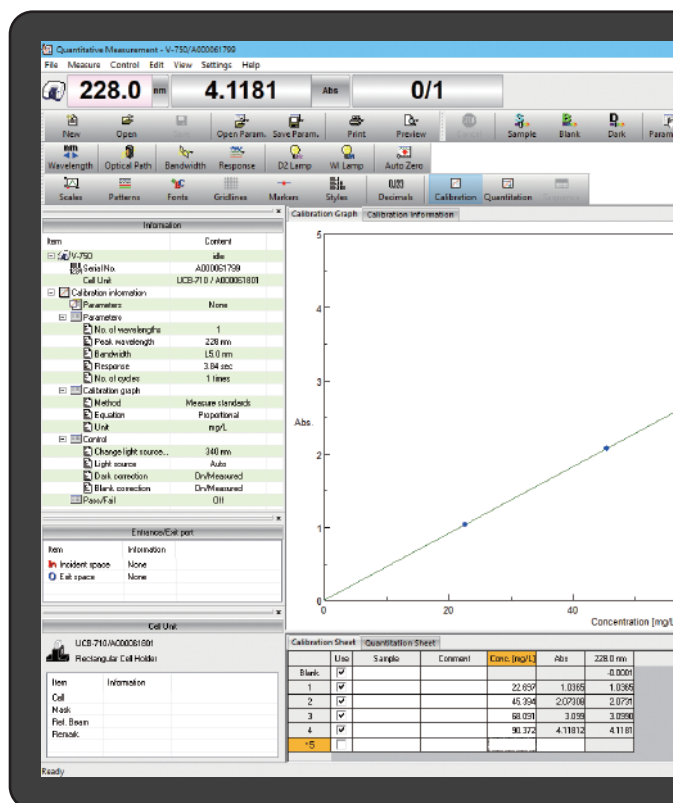 Quantitative Measurement - V-750/A000061799
File Measure Control Edit View Settings Help
228.0 nm 4.1181 Abs 0/1
New Open Save Open Param. Save Param. Print Preview Cancel Sample Blank Dark Param
nm
Wavelength Optical Path Bandwidth Response D2 Lamp WI Lamp Auto Zero
Scales Patterns Fonts Gridlines Markers Styles Decimals Calibration Quantitation
Information
Item Content
V-750 idle
Serial No. A000061799
Cell Unit UCB-710 / A000061801
Calibration information
Parameters None
Parameters
No. of wavelengths 1
Peak wavelength 228 nm
Bandwidth L5.0 nm
Response 3.84 sec
No. of cycles 1 times
Calibration graph
Method Measure standards
Equation Proportional
Unit mg/L
Control
Change light source... 340 nm
Light source Auto
Dark correction On/Measured
Blank correction On/Measured
Pass/Fail Off
Entrance/Exit port
Item Information
In Incident space None
Exit space None
Cell Unit
UCB-710/A000061801
Rectangular Cell Holder
Item Information
Cell
Mask
Ref. Beam
Remark
Ready
Calibration Graph Calibration Information
5
4
3
Abs.
2
1
0
0 20 40
Concentration [mg/L
Calibration Sheet Quantitation Sheet
Use Sample Comment Conc. [mg/L] Abs 228.0 nm
Blank -0.0001
1 22.697 1.0365 1.0365
2 45.394 2.07308 2.0731
3 68.091 3.099 3.0990
4 90.372 4.11812 4.1181
*5